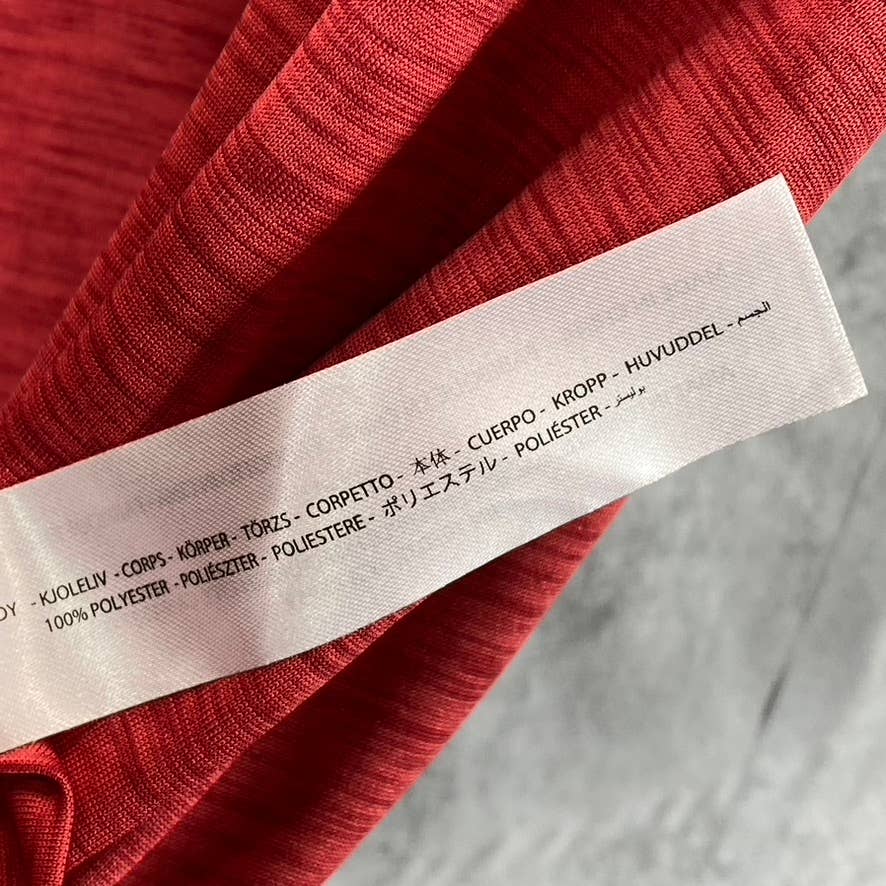 DY - KJOLELIV - CORPS - KÖRPER - TÖRZS - CORPETTO - 本体 - CUERPO - KROPP - HUVUDDEL - الجسم
100% POLYESTER - POLIÉSZTER - POLIESTERE - ポリエステル - POLIÉSTER - بوليستر